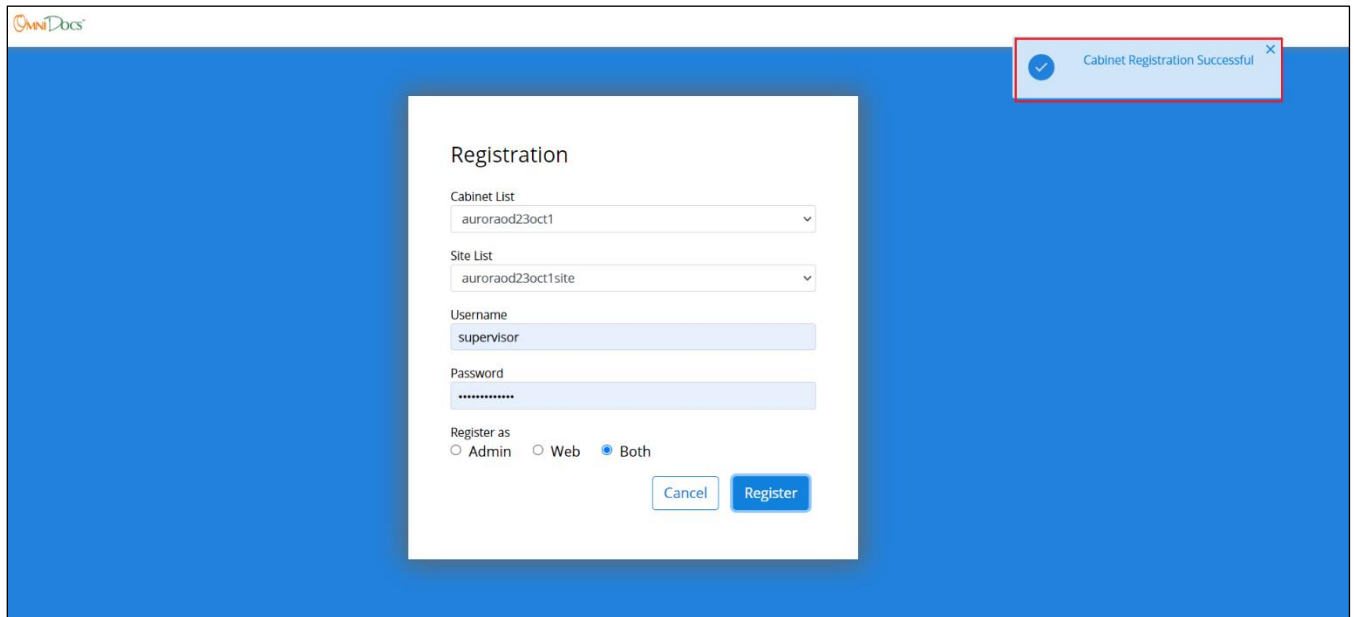 OmniDocs
Cabinet Registration Successful
Registration
Cabinet List
auroraod23oct1
Site List
auroraod23oct1site
Username
supervisor
Password
•••••••••••••
Register as
Admin Web Both
Cancel Register